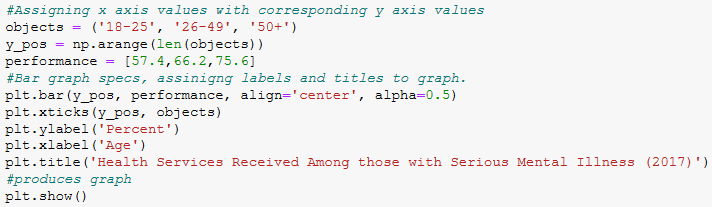 #Assigning x axis values with corresponding y axis values
objects = ('18-25', '26-49', '50+')
y_pos = np.arange(len(objects))
performance = [57.4,66.2,75.6]
#Bar graph specs, assinigng labels and titles to graph.
plt.bar(y_pos, performance, align='center', alpha=0.5)
plt.xticks(y_pos, objects)
plt.ylabel('Percent')
plt.xlabel('Age')
plt.title('Health Services Received Among those with Serious Mental Illness (2017)')
#produces graph
plt.show()